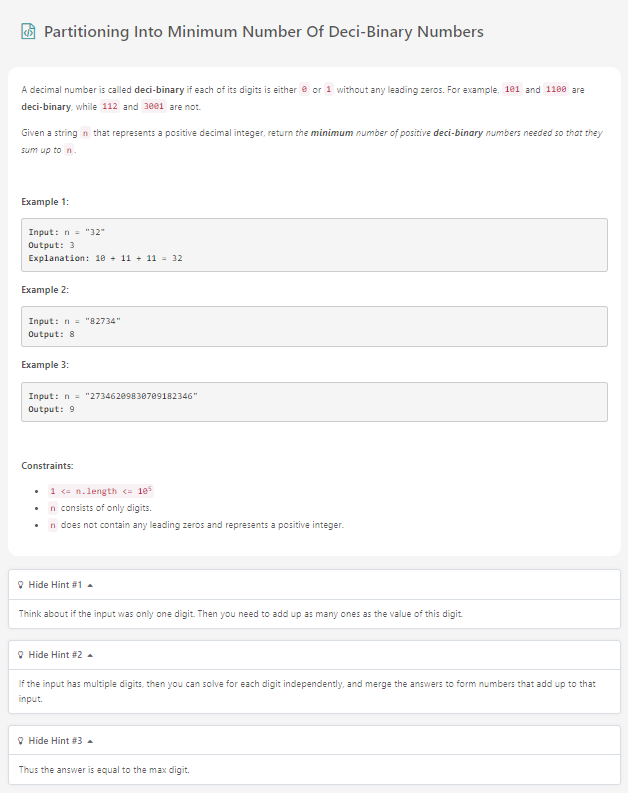 Partitioning Into Minimum Number Of Deci-Binary Numbers
A decimal number is called deci-binary if each of its digits is either 0 or 1 without any leading zeros. For example, 101 and 1100 are
deci-binary, while 112 and 3001 are not.
Given a string n that represents a positive decimal integer, return the minimum number of positive deci-binary numbers needed so that they
sum up to n.
Example 1:
Input: n = "32"
Output: 3
Explanation: 10 + 11 + 11 = 32
Example 2:
Input: n = "82734"
Output: 8
Example 3:
Input: n = "27346209830709182346"
Output: 9
Constraints:
• 1 <= n.length <= 10⁵
• n consists of only digits.
• n does not contain any leading zeros and represents a positive integer.
Hide Hint #1
Think about if the input was only one digit. Then you need to add up as many ones as the value of this digit.
Hide Hint #2
If the input has multiple digits, then you can solve for each digit independently, and merge the answers to form numbers that add up to that
input.
Hide Hint #3
Thus the answer is equal to the max digit.